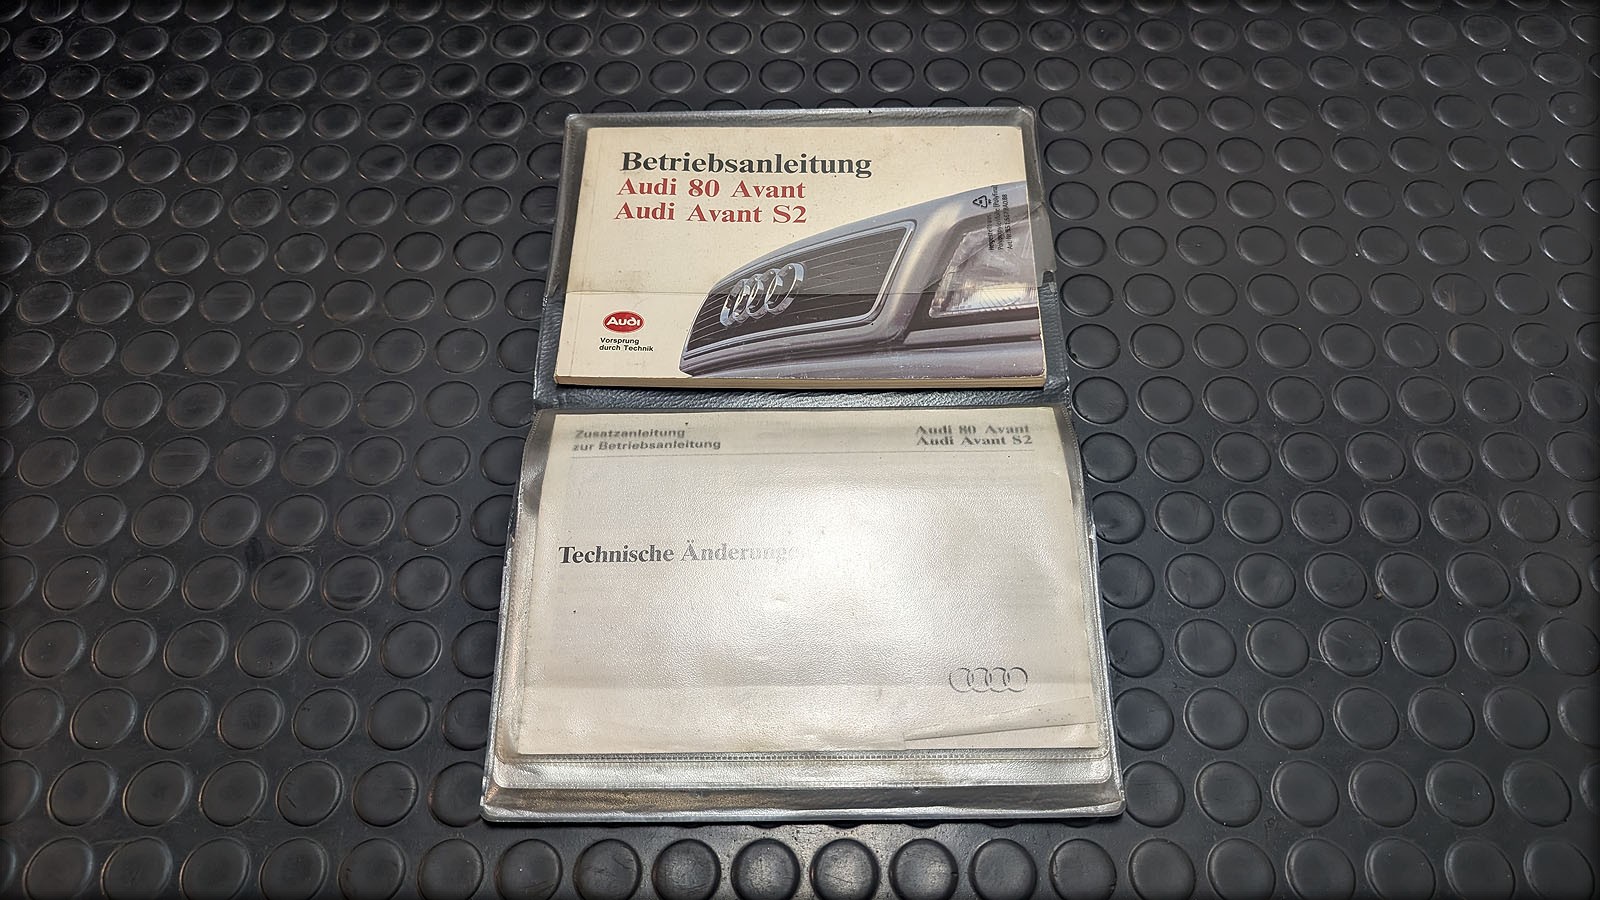 Betriebsanleitung
Audi 80 Avant
Audi Avant S2
Audi
Vorsprung
durch Technik
Zusatzanleitung
zur Betriebsanleitung
Audi 80 Avant
Audi Avant S2
Technische Änderungen